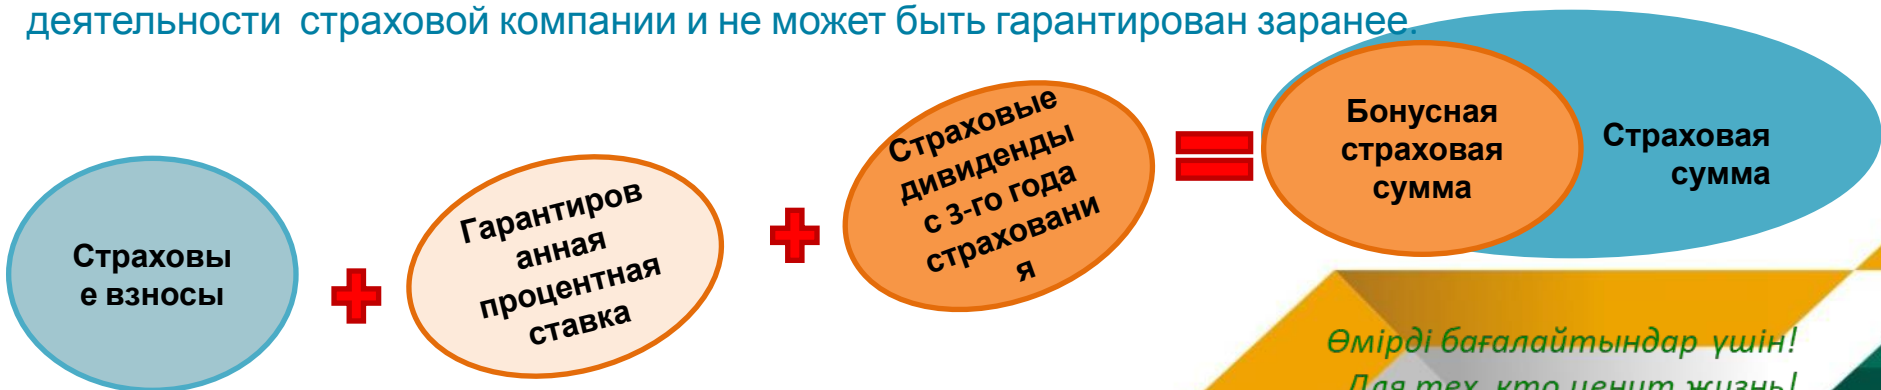 деятельности страховой компании и не может быть гарантирован заранее.
Страховы
е взносы
Гарантиров
анная
процентная
ставка
Страховые
дивиденды
с 3-го года
страховани
я
Бонусная
страховая
сумма
Страховая
сумма
Өмірді бағалайтындар үшін!
Для тех, кто ценит жизнь!